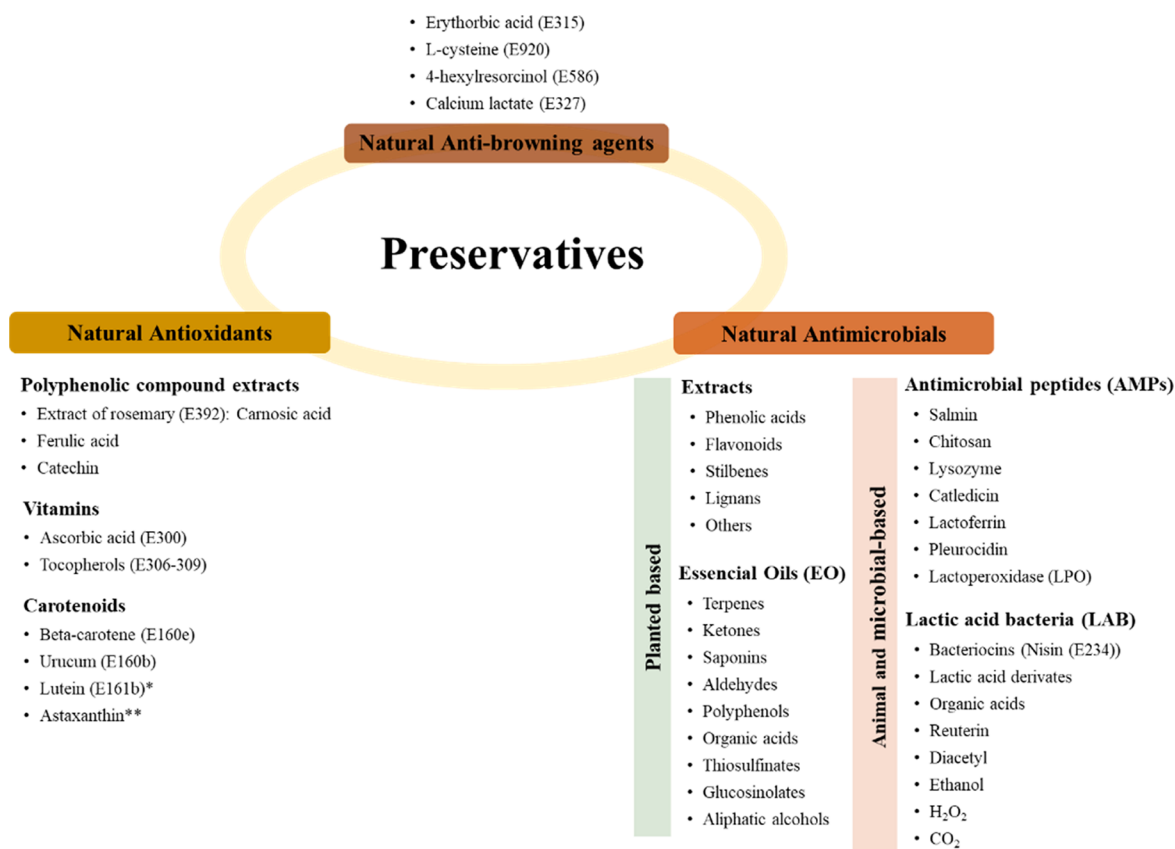 • Erythorbic acid (E315)
• L-cysteine (E920)
• 4-hexylresorcinol (E586)
• Calcium lactate (E327)
Natural Anti-browning agents
Preservatives
Natural Antioxidants
Polyphenolic compound extracts
• Extract of rosemary (E392): Carnosic acid
• Ferulic acid
• Catechin
Vitamins
• Ascorbic acid (E300)
• Tocopherols (E306-309)
Carotenoids
• Beta-carotene (E160e)
• Urucum (E160b)
• Lutein (E161b)*
• Astaxanthin**
Natural Antimicrobials
Planted based
Extracts
• Phenolic acids
• Flavonoids
• Stilbenes
• Lignans
• Others
Essencial Oils (EO)
• Terpenes
• Ketones
• Saponins
• Aldehydes
• Polyphenols
• Organic acids
• Thiosulfinates
• Glucosinolates
• Aliphatic alcohols
Animal and microbial-based
Antimicrobial peptides (AMPs)
• Salmin
• Chitosan
• Lysozyme
• Catledicin
• Lactoferrin
• Pleurocidin
• Lactoperoxidase (LPO)
Lactic acid bacteria (LAB)
• Bacteriocins (Nisin (E234))
• Lactic acid derivates
• Organic acids
• Reuterin
• Diacetyl
• Ethanol
• H₂O₂
• CO₂